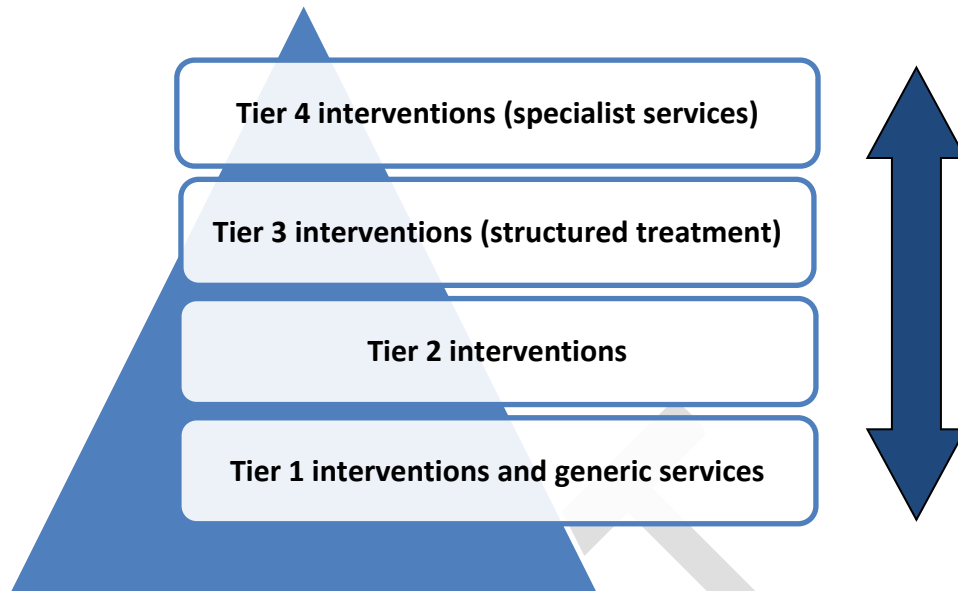 Tier 4 interventions (specialist services)
Tier 3 interventions (structured treatment)
Tier 2 interventions
Tier 1 interventions and generic services